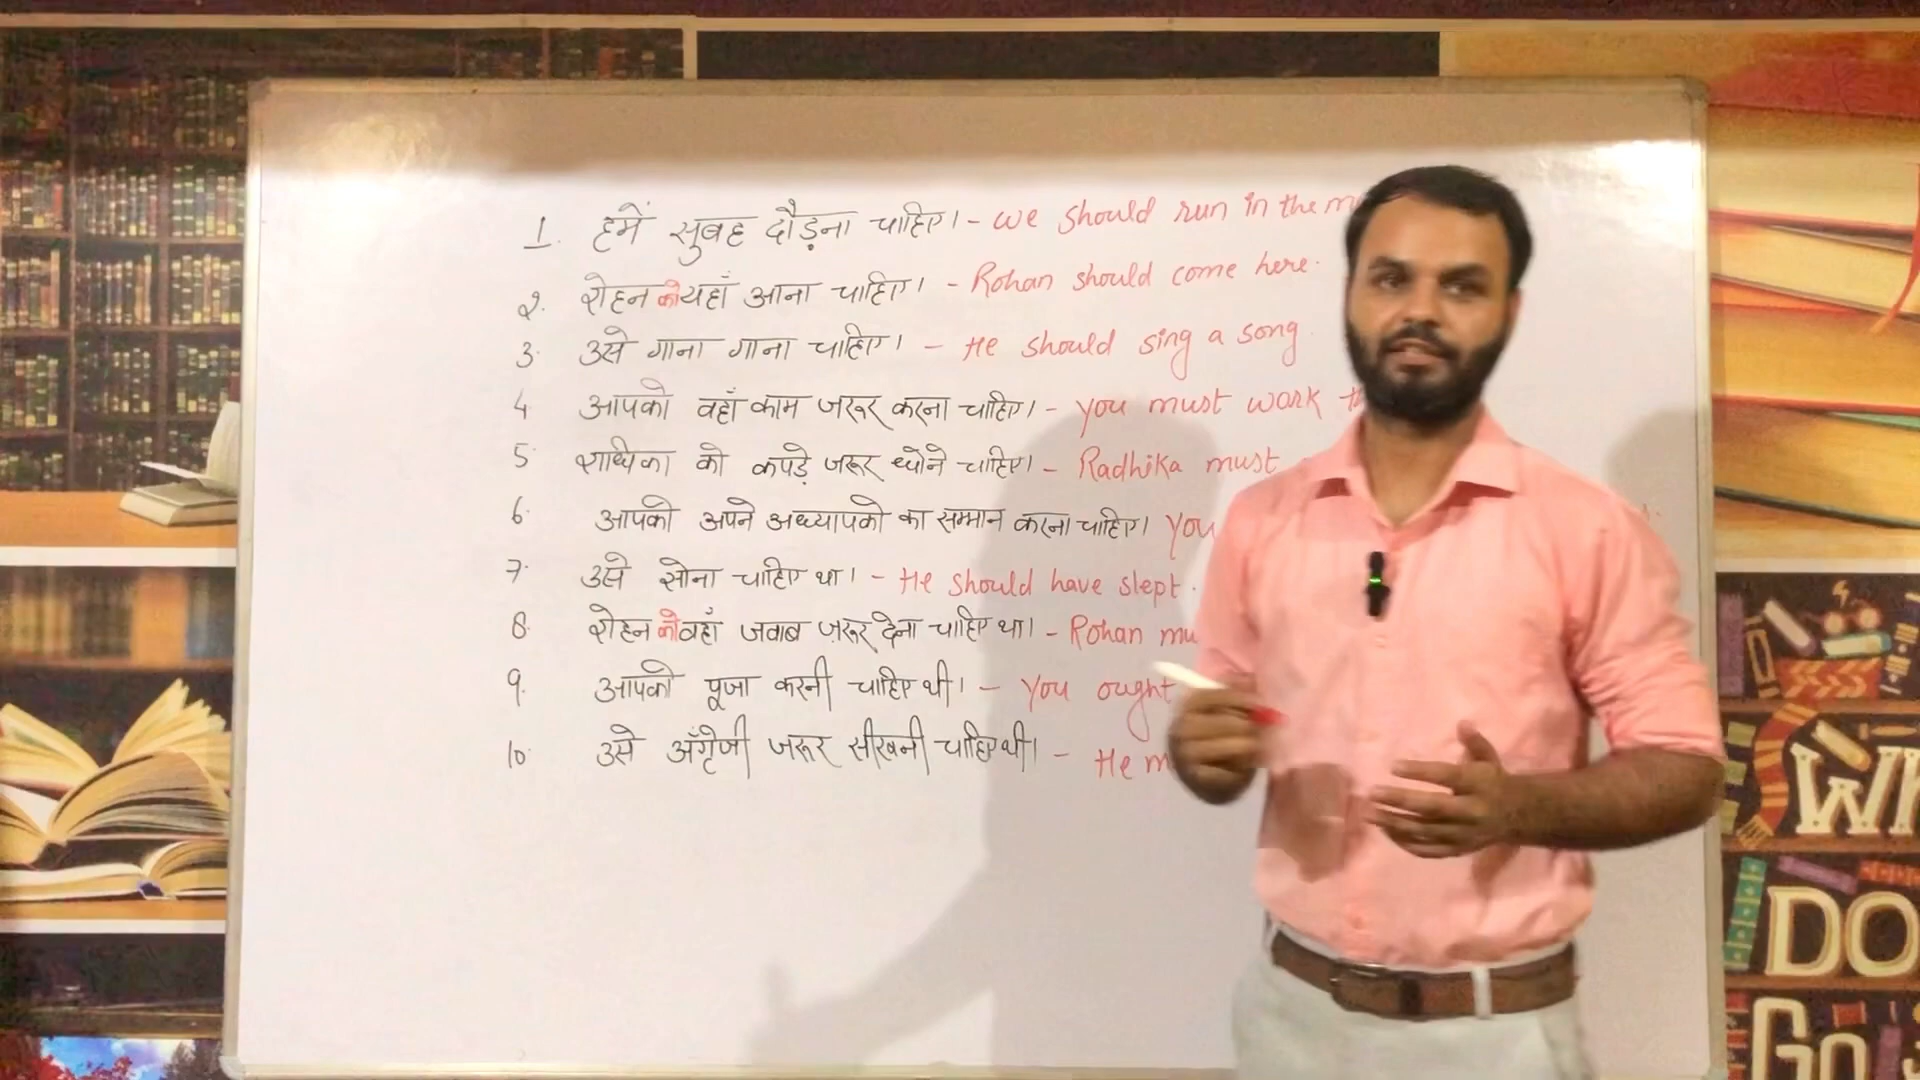 1. हमें सुबह दौड़ना चाहिए। - we should run in the
२. रोहन को यहाँ आना चाहिए। - Rohan should come here.
3. उसे गाना गाना चाहिए। - He should sing a song.
4 आपको वहाँ काम जरूर करना चाहिए। - you must work
5 राधिका को कपड़े जरूर धोने चाहिए। - Radhika must
6. आपको अपने अध्यापको का सम्मान करना चाहिए। you
7. उसे सोना चाहिए था। - He should have slept.
8. रोहन को वहाँ जवाब ज़रूर देना चाहिए था। - Rohan
9. आपको पूजा करनी चाहिए थी। - you ought
10. उसे अँग्रेजी जरूर सीखनी चाहिए थी। - He
DO
Go